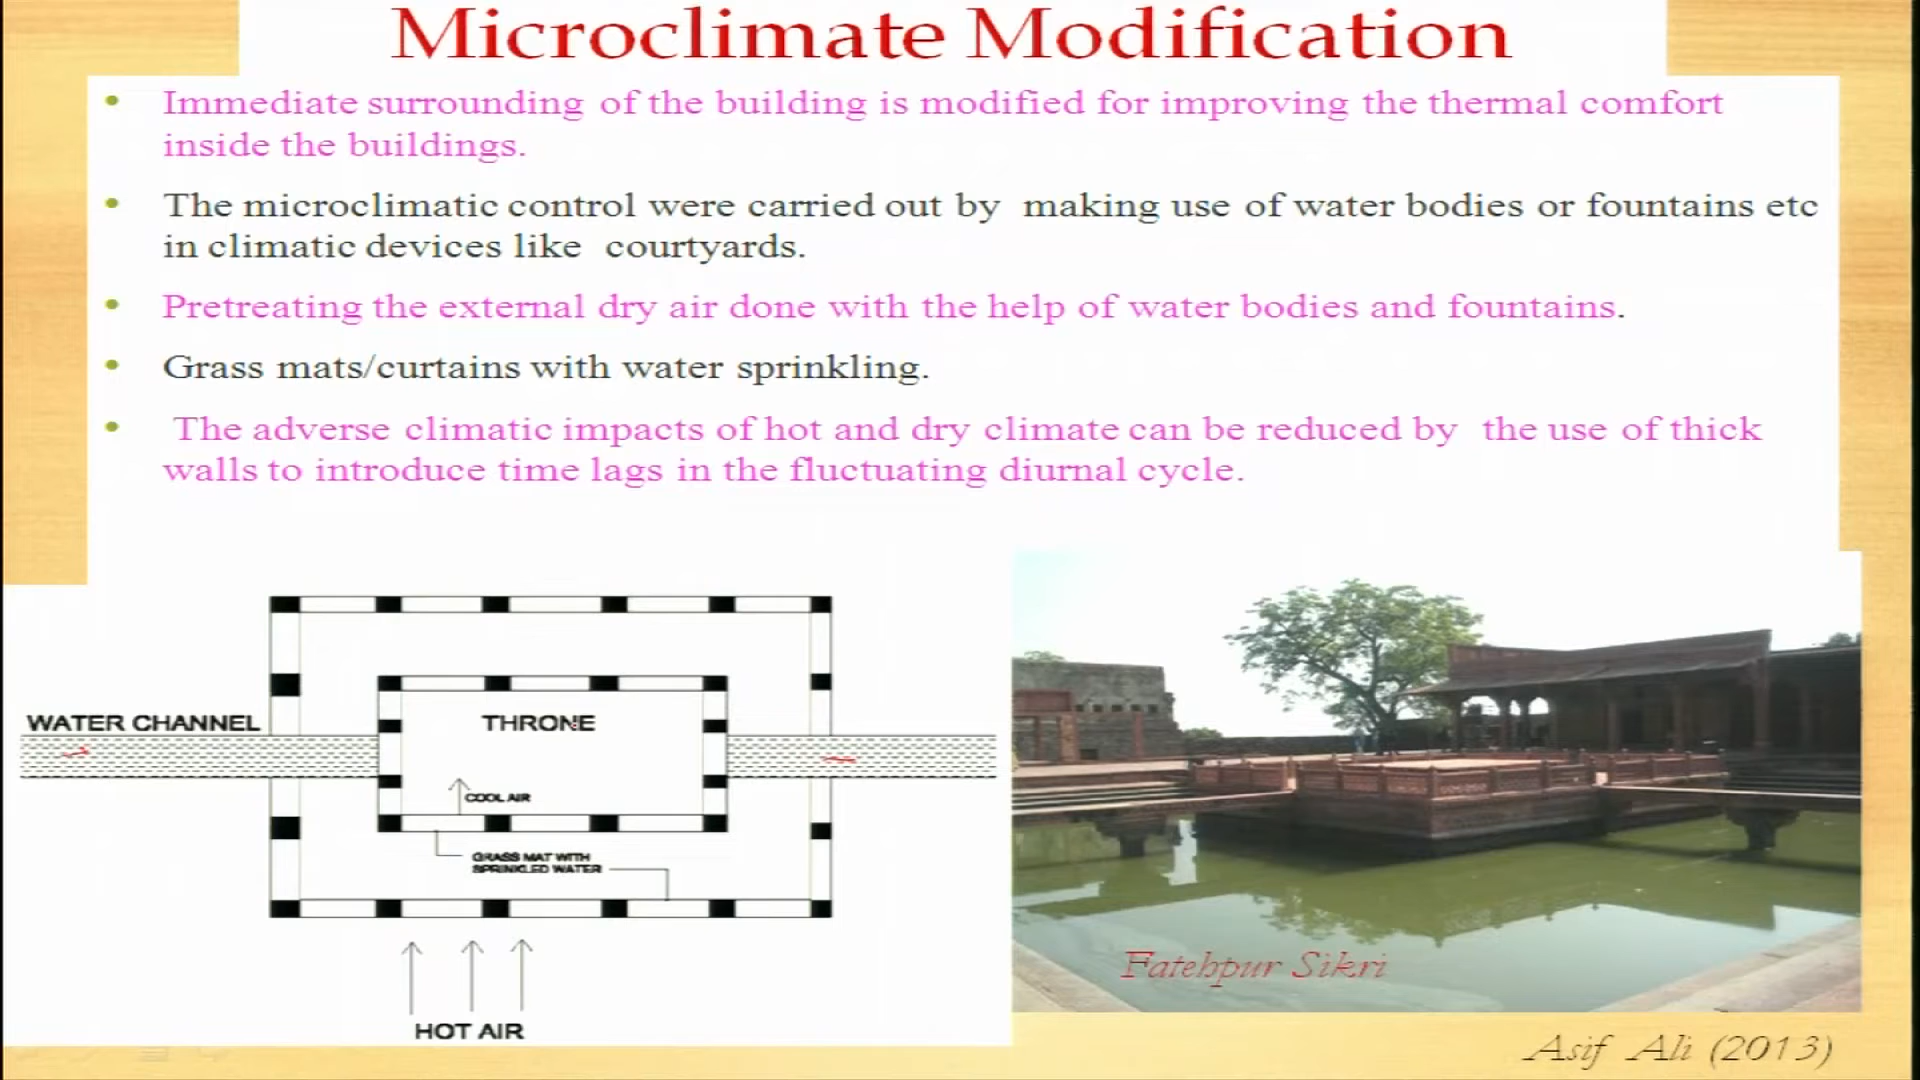 Microclimate Modification
• Immediate surrounding of the building is modified for improving the thermal comfort
inside the buildings.
• The microclimatic control were carried out by making use of water bodies or fountains etc
in climatic devices like courtyards.
• Pretreating the external dry air done with the help of water bodies and fountains.
• Grass mats/curtains with water sprinkling.
• The adverse climatic impacts of hot and dry climate can be reduced by the use of thick
walls to introduce time lags in the fluctuating diurnal cycle.
WATER CHANNEL
THRONE
COOL AIR
GRASS MAT WITH
SPRINKLED WATER
HOT AIR
Fatehpur Sikri
Asif Ali (2013)